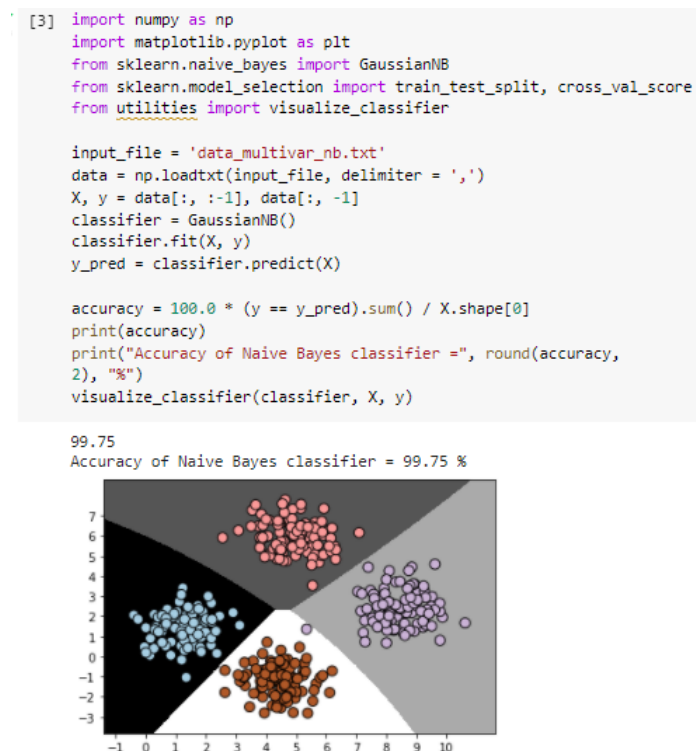 [3] import numpy as np
import matplotlib.pyplot as plt
from sklearn.naive_bayes import GaussianNB
from sklearn.model_selection import train_test_split, cross_val_score
from utilities import visualize_classifier
input_file = 'data_multivar_nb.txt'
data = np.loadtxt(input_file, delimiter = ',')
X, y = data[:, :-1], data[:, -1]
classifier = GaussianNB()
classifier.fit(X, y)
y_pred = classifier.predict(X)
accuracy = 100.0 * (y == y_pred).sum() / X.shape[0]
print(accuracy)
print("Accuracy of Naive Bayes classifier =", round(accuracy,
2), "%")
visualize_classifier(classifier, X, y)
99.75
Accuracy of Naive Bayes classifier = 99.75 %
7
6
5
4
3
2
1
0
−1
−2
−3
−1 0 1 2 3 4 5 6 7 8 9 10